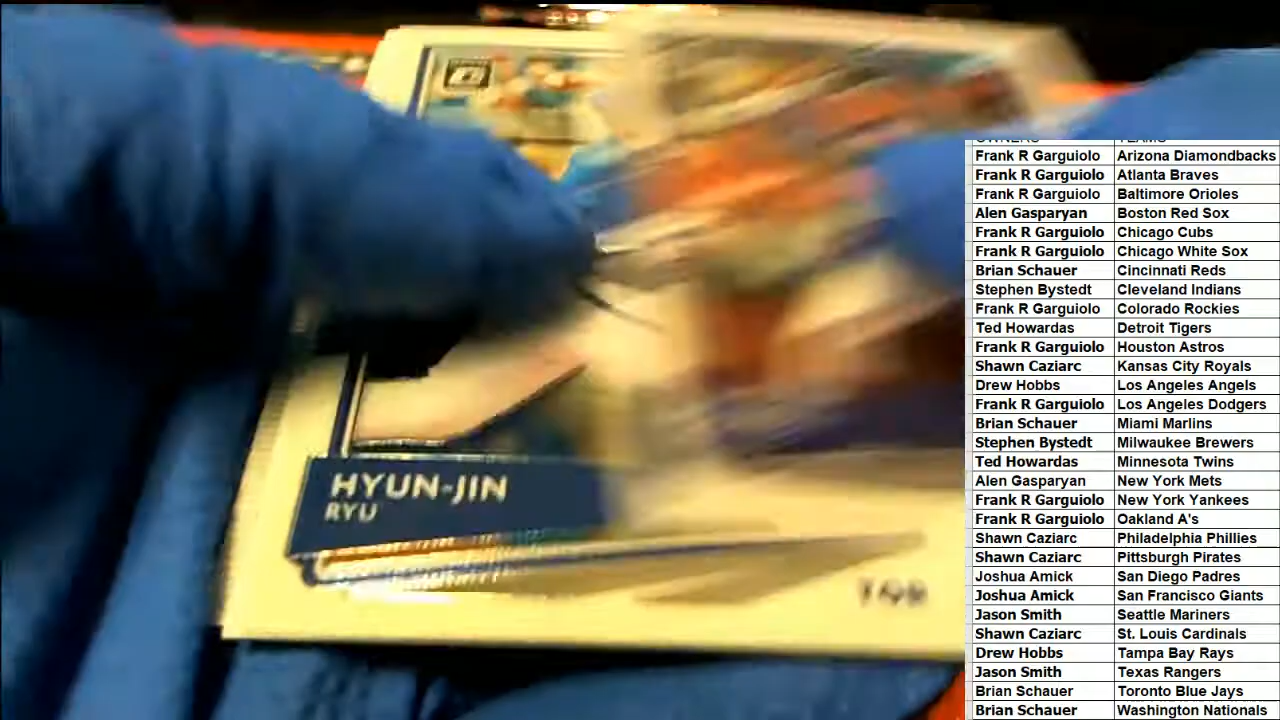 HYUN-JIN
RYU
OWNERS TEAMS
Frank R Garguiolo Arizona Diamondbacks
Frank R Garguiolo Atlanta Braves
Frank R Garguiolo Baltimore Orioles
Alen Gasparyan Boston Red Sox
Frank R Garguiolo Chicago Cubs
Frank R Garguiolo Chicago White Sox
Brian Schauer Cincinnati Reds
Stephen Bystedt Cleveland Indians
Frank R Garguiolo Colorado Rockies
Ted Howardas Detroit Tigers
Frank R Garguiolo Houston Astros
Shawn Caziarc Kansas City Royals
Drew Hobbs Los Angeles Angels
Frank R Garguiolo Los Angeles Dodgers
Brian Schauer Miami Marlins
Stephen Bystedt Milwaukee Brewers
Ted Howardas Minnesota Twins
Alen Gasparyan New York Mets
Frank R Garguiolo New York Yankees
Frank R Garguiolo Oakland A's
Shawn Caziarc Philadelphia Phillies
Shawn Caziarc Pittsburgh Pirates
Joshua Amick San Diego Padres
Joshua Amick San Francisco Giants
Jason Smith Seattle Mariners
Shawn Caziarc St. Louis Cardinals
Drew Hobbs Tampa Bay Rays
Jason Smith Texas Rangers
Brian Schauer Toronto Blue Jays
Brian Schauer Washington Nationals